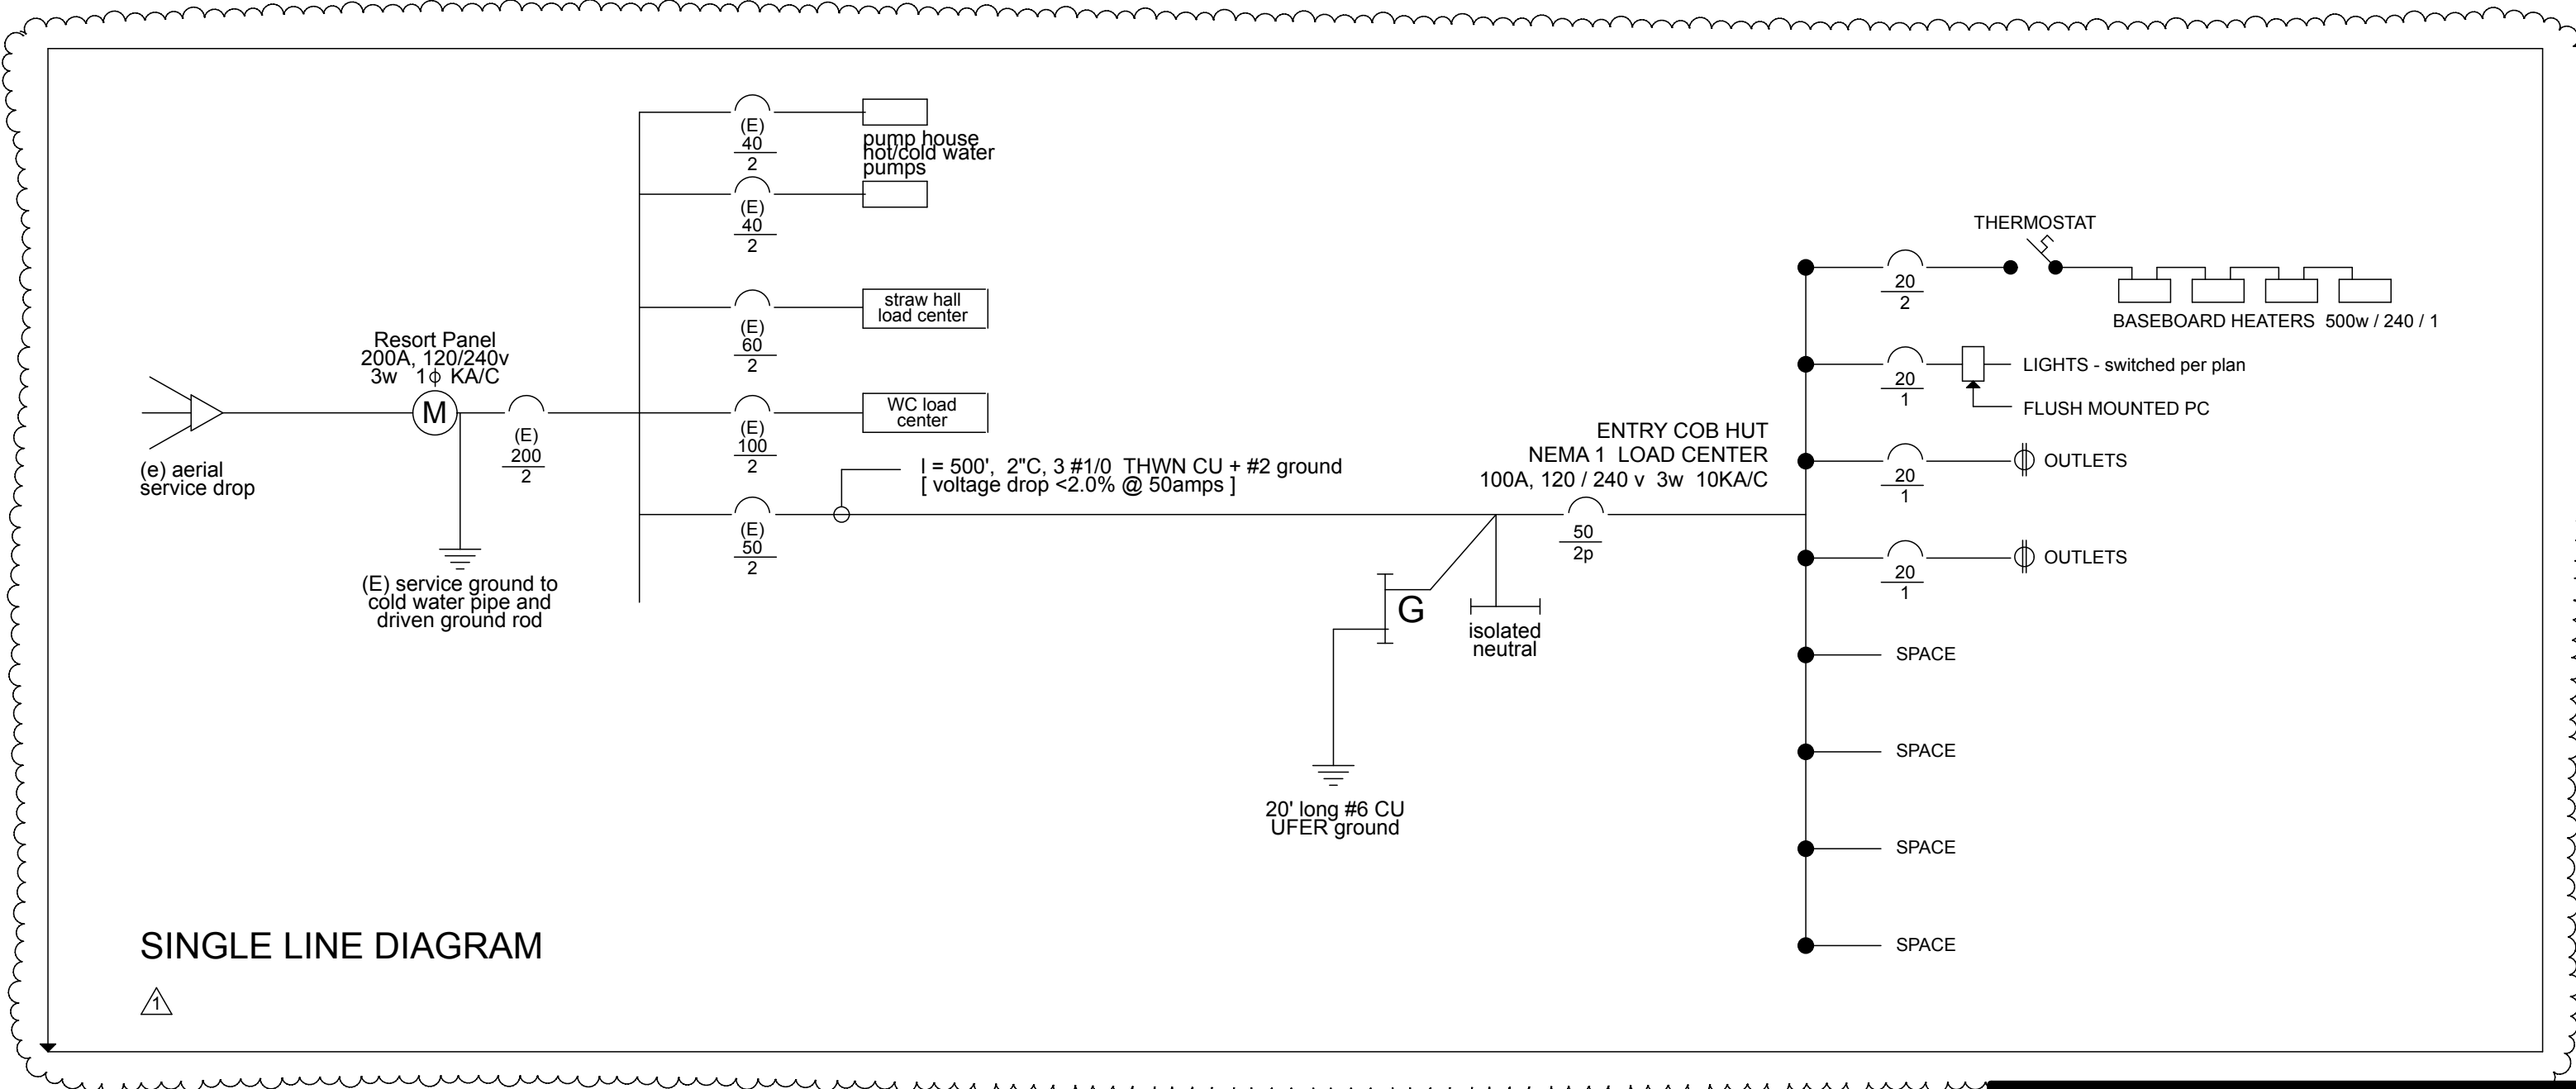 (E)
40
2
pump house
hot/cold water
pumps
(E)
40
2
(E)
60
2
straw hall
load center
Resort Panel
200A, 120/240v
3w 1ϕ KA/C
M
(E)
200
2
(e) aerial
service drop
(E) service ground to
cold water pipe and
driven ground rod
(E)
100
2
WC load
center
l = 500', 2"C, 3 #1/0 THWN CU + #2 ground
[ voltage drop <2.0% @ 50amps ]
(E)
50
2
ENTRY COB HUT
NEMA 1 LOAD CENTER
100A, 120 / 240 v 3w 10KA/C
50
2p
G
isolated
neutral
20' long #6 CU
UFER ground
THERMOSTAT
20
2
BASEBOARD HEATERS 500w / 240 / 1
20
1
LIGHTS - switched per plan
FLUSH MOUNTED PC
20
1
OUTLETS
20
1
OUTLETS
SPACE
SPACE
SPACE
SPACE
SINGLE LINE DIAGRAM
1